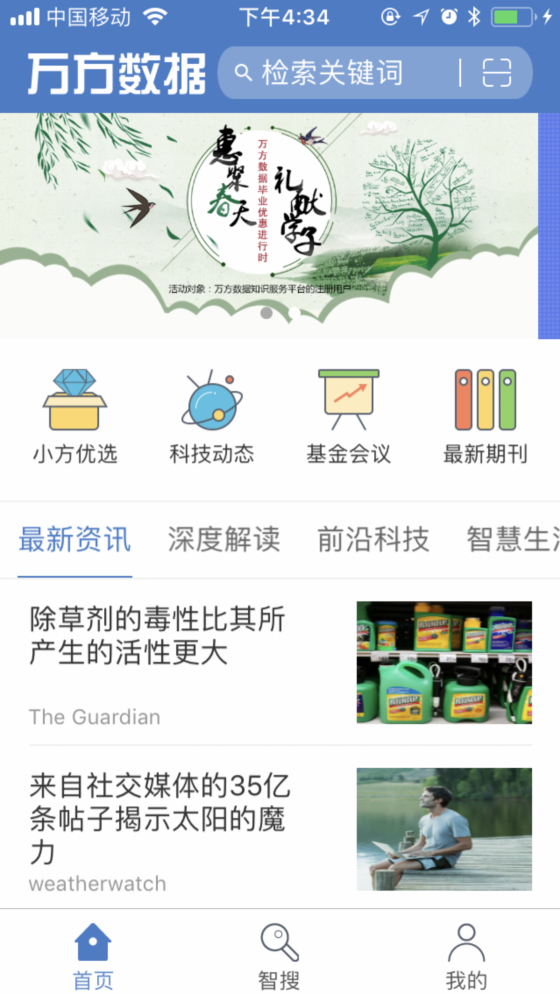 中国移动 下午4:34
万方数据 检索关键词
惠聚春天
万方数据毕业优惠进行时
礼献学子
活动对象：万方数据知识服务平台的注册用户
小方优选 科技动态 基金会议 最新期刊
最新资讯 深度解读 前沿科技 智慧生活
除草剂的毒性比其所
产生的活性更大
The Guardian
来自社交媒体的35亿
条帖子揭示太阳的魔
力
weatherwatch
首页 智搜 我的